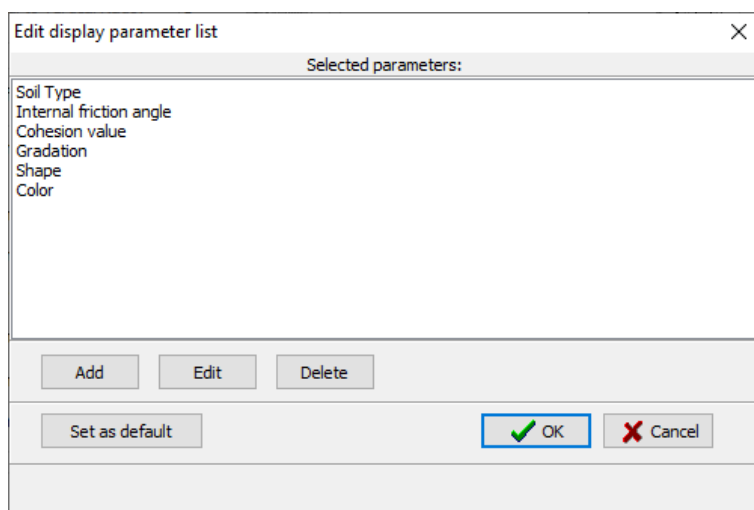 Edit display parameter list
Selected parameters:
Soil Type
Internal friction angle
Cohesion value
Gradation
Shape
Color
Add
Edit
Delete
Set as default
OK
Cancel